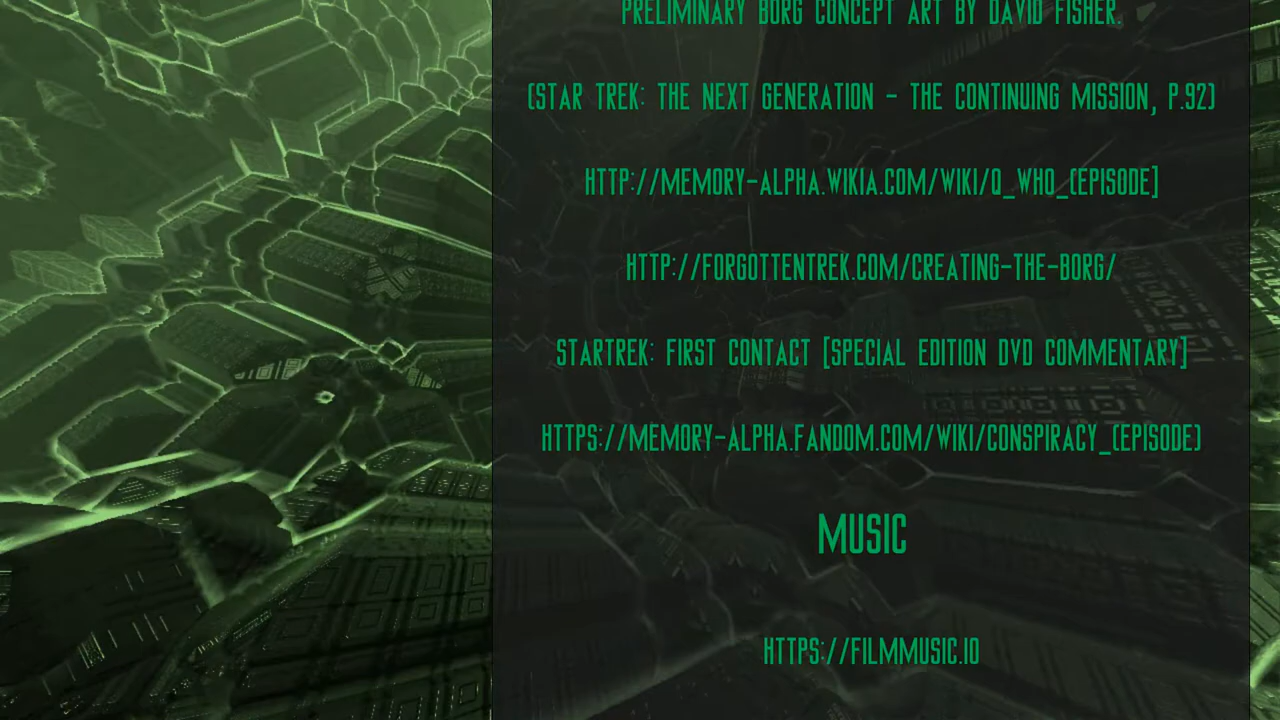 PRELIMINARY BORG CONCEPT ART BY DAVID FISHER.
(STAR TREK: THE NEXT GENERATION - THE CONTINUING MISSION, P.92)
HTTP://MEMORY-ALPHA.WIKIA.COM/WIKI/Q_WHO_(EPISODE]
HTTP://FORGOTTENTREK.COM/CREATING-THE-BORG/
STARTREK: FIRST CONTACT [SPECIAL EDITION DVD COMMENTARY]
HTTPS://MEMORY-ALPHA.FANDOM.COM/WIKI/CONSPIRACY_(EPISODE)
MUSIC
HTTPS://FILMMUSIC.IO